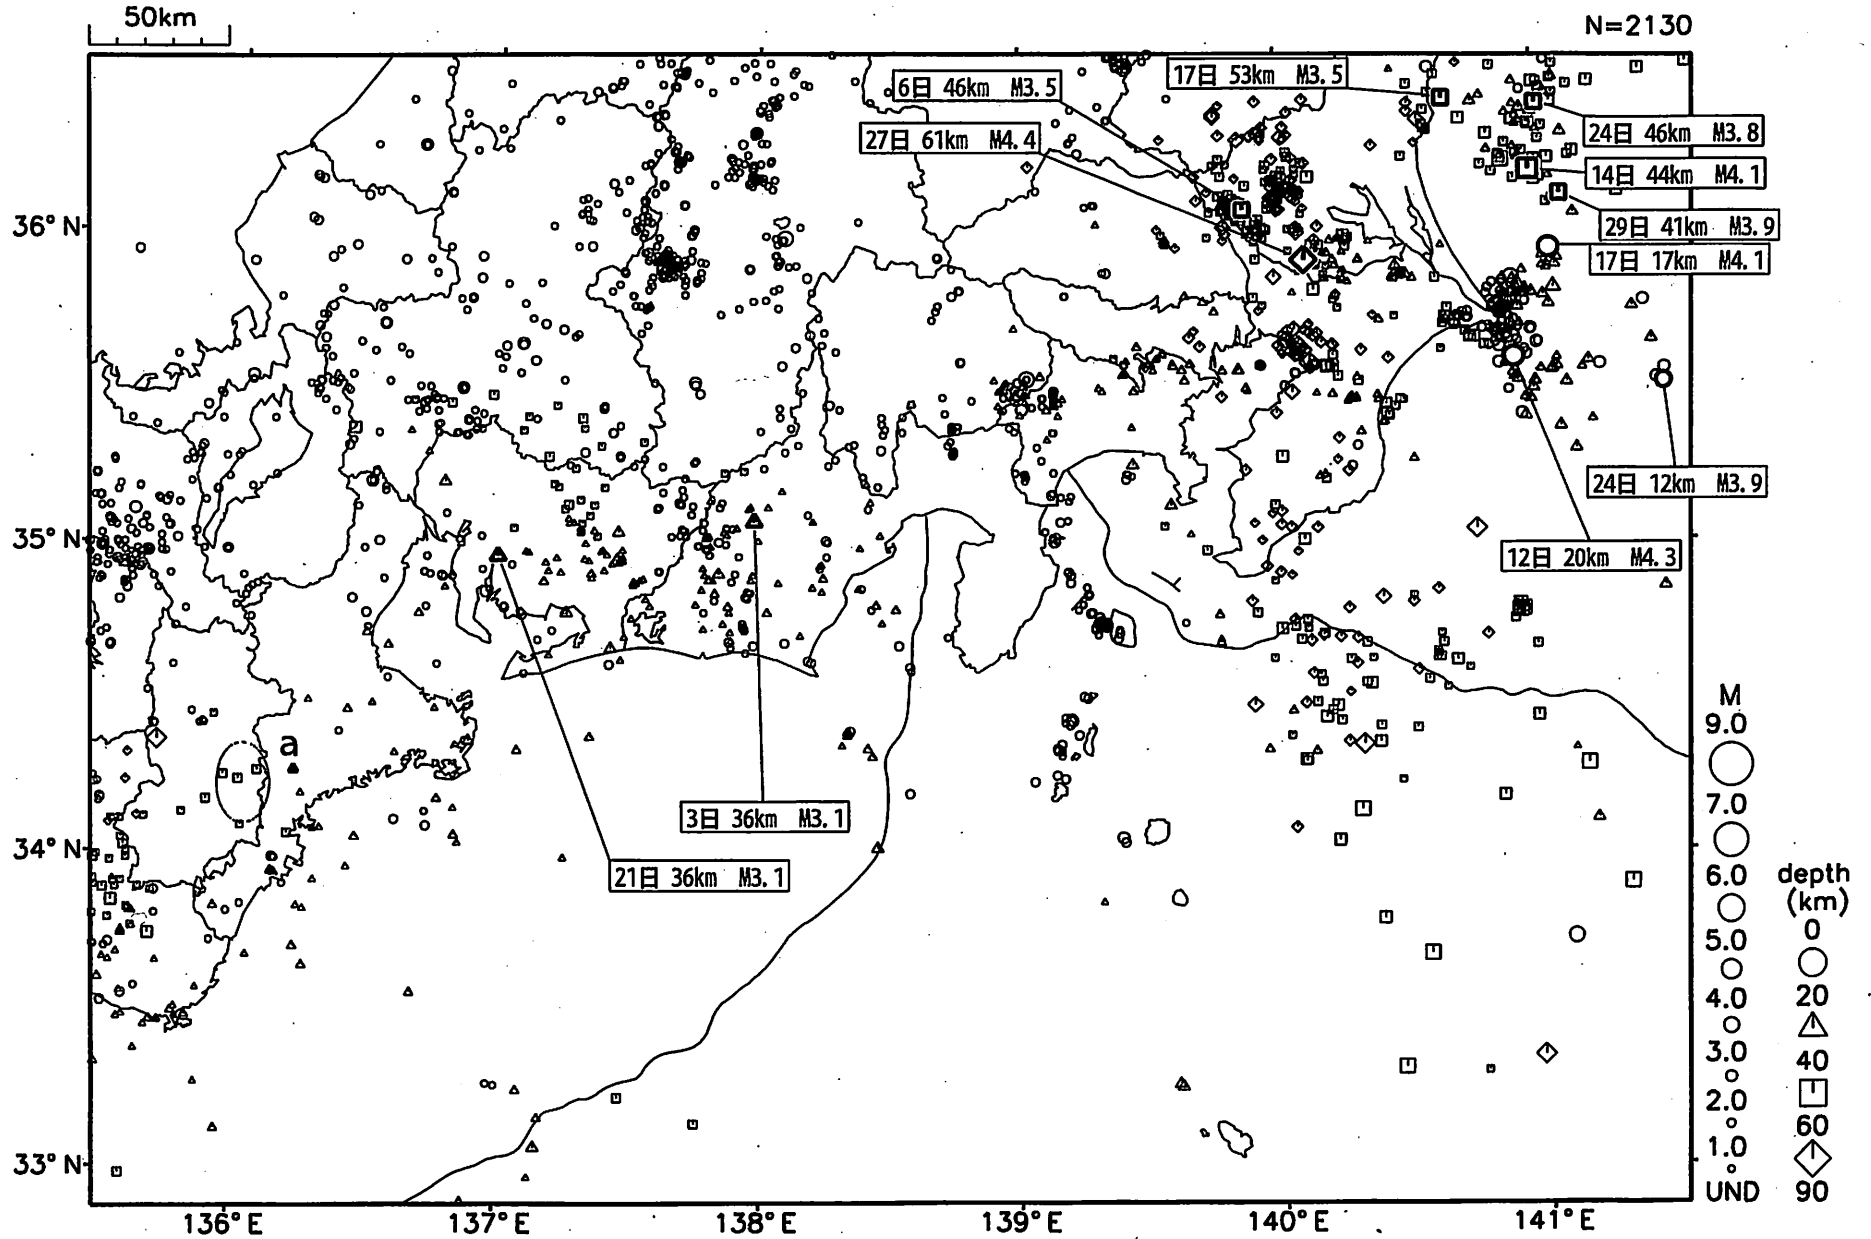 50km
N=2130
6日 46km M3.5
17日 53km M3.5
27日 61km M4.4
24日 46km M3.8
14日 44km M4.1
29日 41km M3.9
17日 17km M4.1
24日 12km M3.9
12日 20km M4.3
3日 36km M3.1
21日 36km M3.1
a
36°N
35°N
34°N
33°N
136°E
137°E
138°E
139°E
140°E
141°E
M
9.0
7.0
6.0
5.0
4.0
3.0
2.0
1.0
UND
depth
(km)
0
20
40
60
90